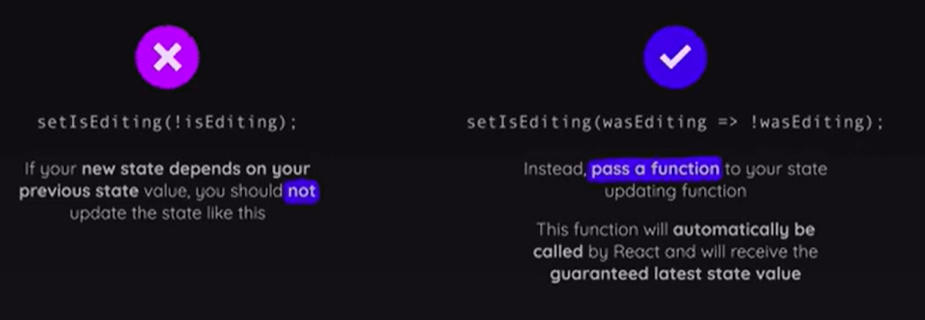 setIsEditing(!isEditing);
If your new state depends on your
previous state value, you should not
update the state like this
setIsEditing(wasEditing => !wasEditing);
Instead, pass a function to your state
updating function
This function will automatically be
called by React and will receive the
guaranteed latest state value